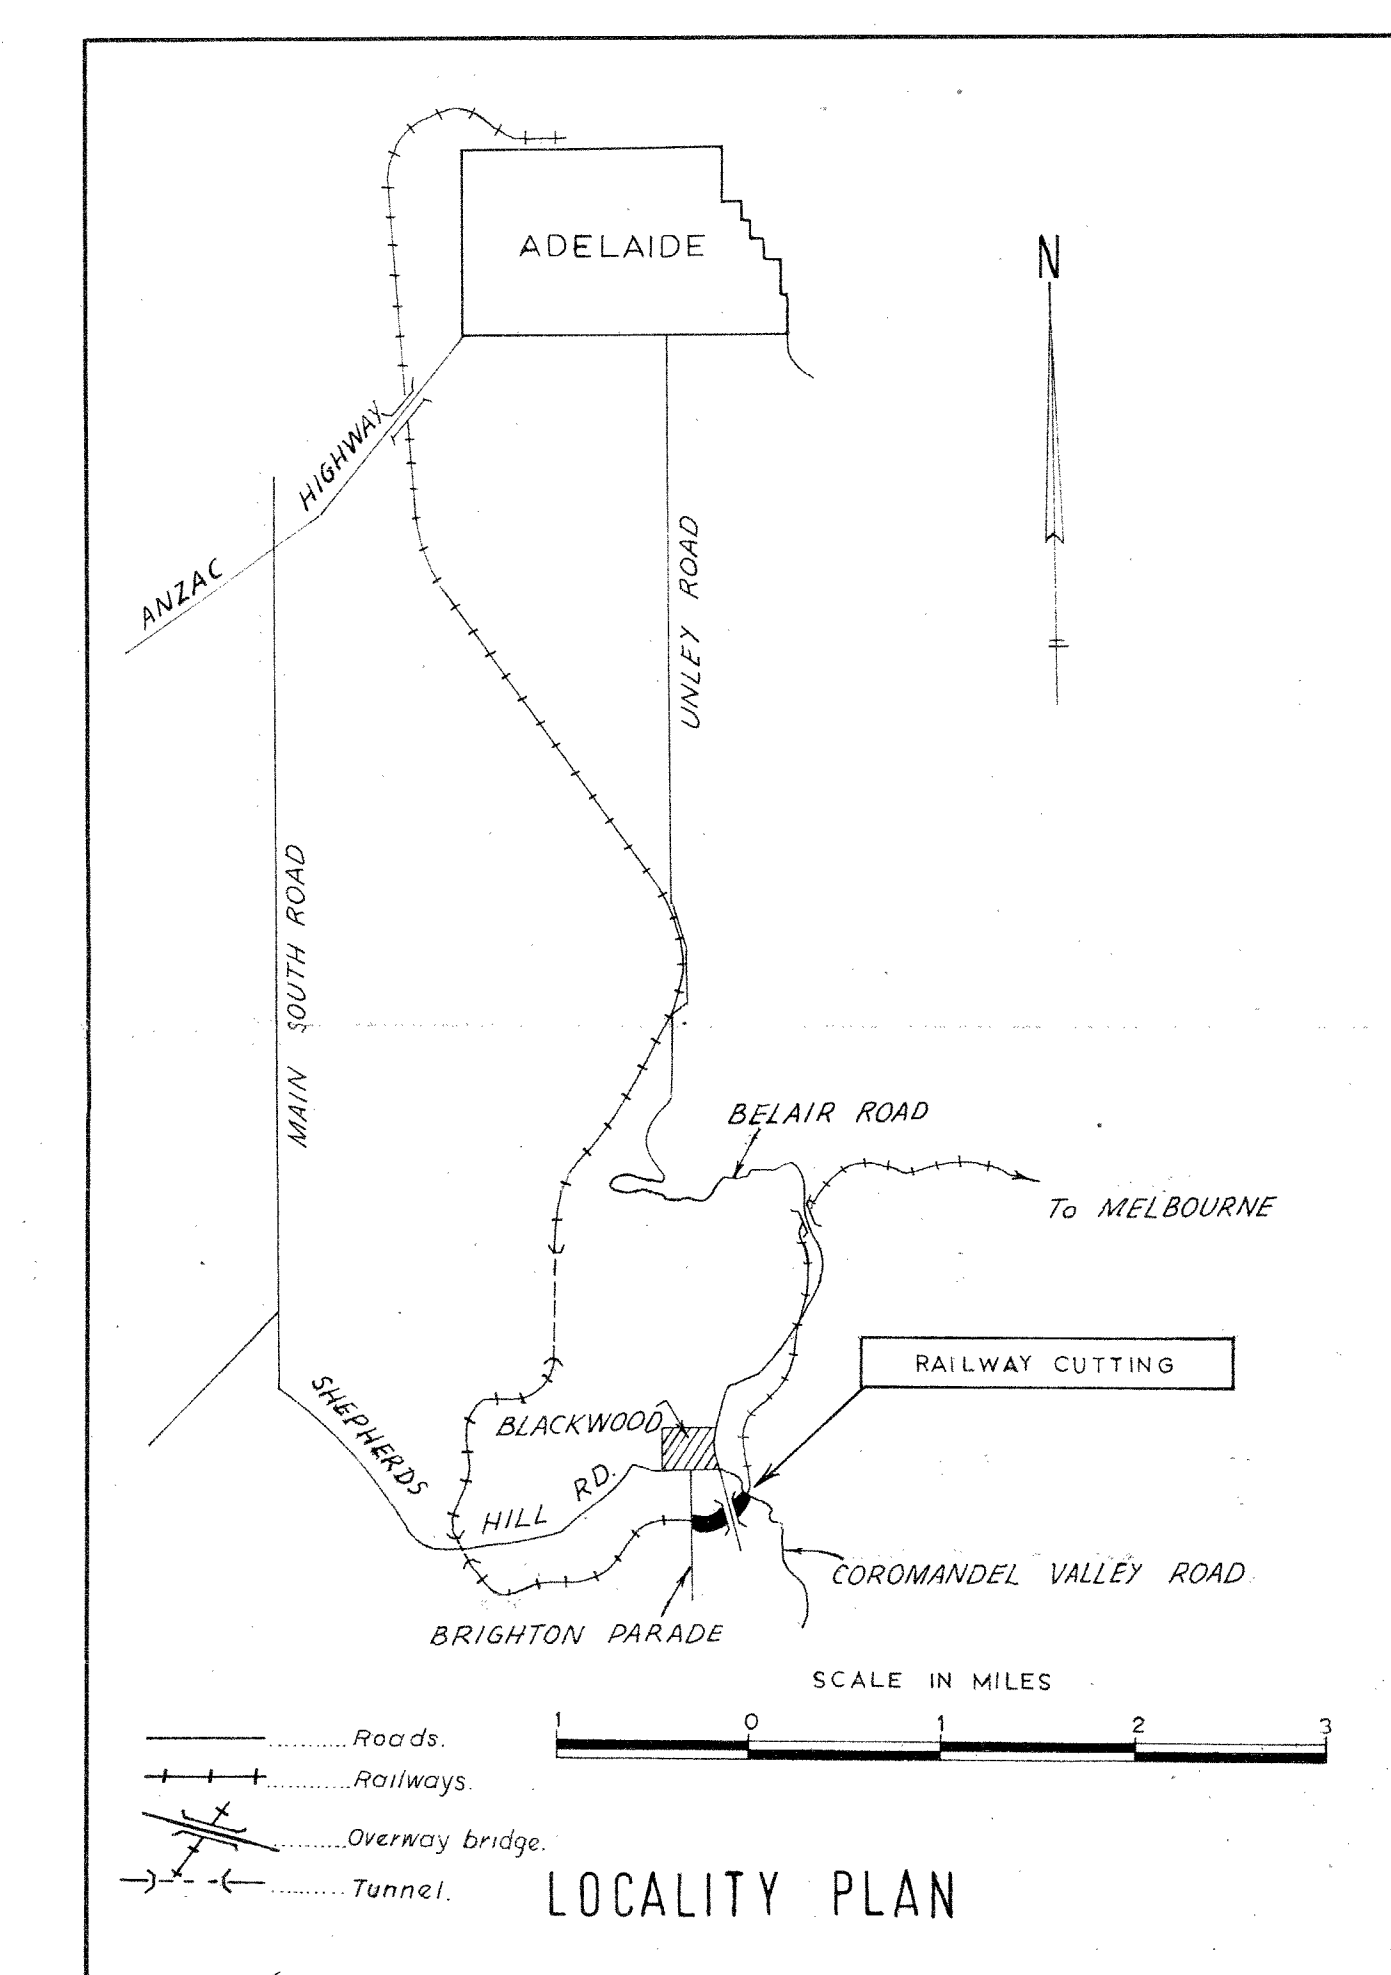 ADELAIDE
N
ANZAC HIGHWAY
UNLEY ROAD
MAIN SOUTH ROAD
BELAIR ROAD
To MELBOURNE
RAILWAY CUTTING
SHEPHERDS HILL RD.
BLACKWOOD
COROMANDEL VALLEY ROAD
BRIGHTON PARADE
SCALE IN MILES
1 0 1 2 3
Roads.
Railways.
Overway bridge.
Tunnel.
LOCALITY PLAN